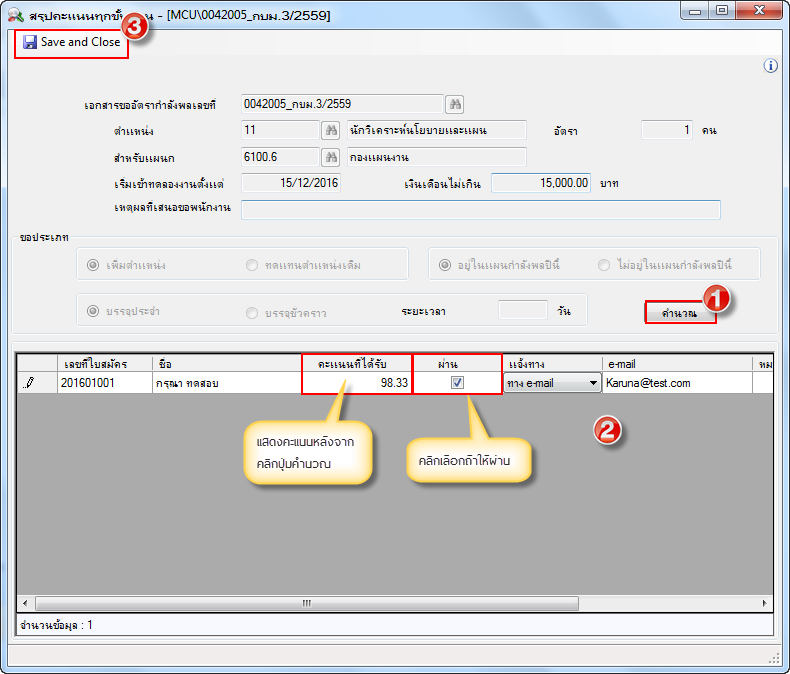 สรุปคะแนนทุกขั้ - [MCU\0042005_กบม.3/2559]
3
Save and Close
เอกสารขออัตรากำลังพลเลขที่ 0042005_กบม.3/2559
ตำแหน่ง 11 นักวิเคราะห์นโยบายและแผน อัตรา 1 คน
สำหรับแผนก 6100.6 กองแผนงาน
เริ่มเข้าทดลองงานตั้งแต่ 15/12/2016 เงินเดือนไม่เกิน 15,000.00 บาท
เหตุผลที่เสนอขอพนักงาน
ขอประเภท
เพิ่มตำแหน่ง ทดแทนตำแหน่งเดิม อยู่ในแผนกำลังพลปีนี้ ไม่อยู่ในแผนกำลังพลปีนี้
1
บรรจุประจำ บรรจุชั่วคราว ระยะเวลา วัน คำนวณ
เลขที่ใบสมัคร ชื่อ คะแนนที่ได้รับ ผ่าน แจ้งทาง e-mail หม
201601001 กรุณา ทดสอบ 98.33 ทาง e-mail Karuna@test.com
2
แสดงคะแนนหลังจาก
คลิกปุ่มคำนวณ
คลิกเลือกถ้าให้ผ่าน
จำนวนข้อมูล : 1